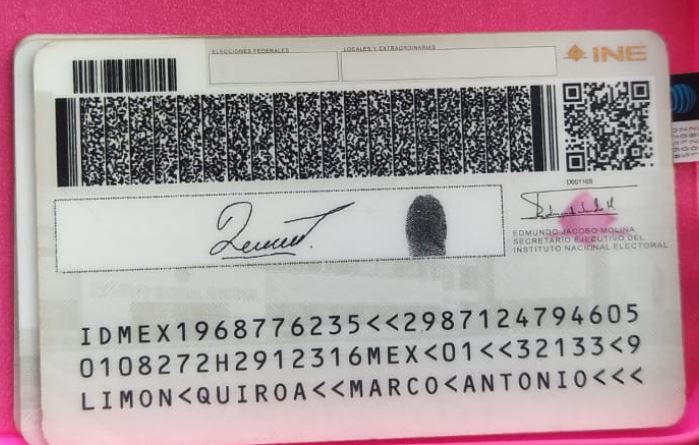 ELECCIONES FEDERALES
LOCALES Y EXTRAORDINARIAS
INE
EDMUNDO JACOBO MOLINA
SECRETARIO EJECUTIVO DEL
INSTITUTO NACIONAL ELECTORAL
IDMEX1968776235<<2987124794605
0108272H2912316MEX<01<<32133<9
LIMON<QUIROA<<MARCO<ANTONIO<<<